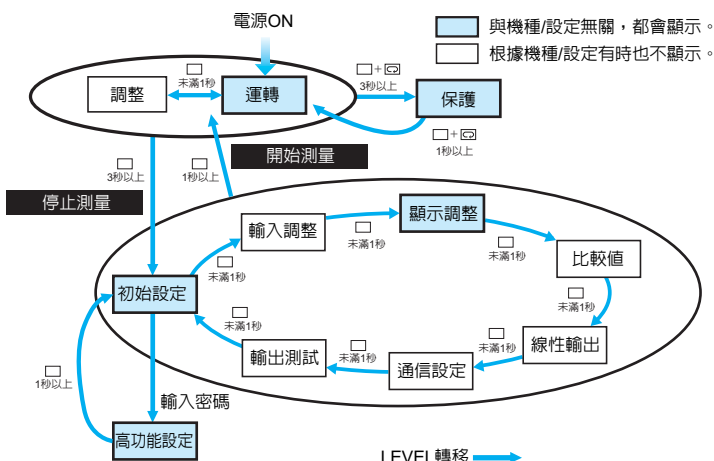 電源ON
與機種/設定無關，都會顯示。
根據機種/設定有時也不顯示。
調整
未滿1秒
運轉
□+
3秒以上
保護
□+
1秒以上
3秒以上
1秒以上
開始測量
停止測量
輸入調整
未滿1秒
顯示調整
未滿1秒
比較值
未滿1秒
初始設定
未滿1秒
未滿1秒
輸出測試
未滿1秒
通信設定
未滿1秒
線性輸出
1秒以上
輸入密碼
高功能設定
LEVEL轉移